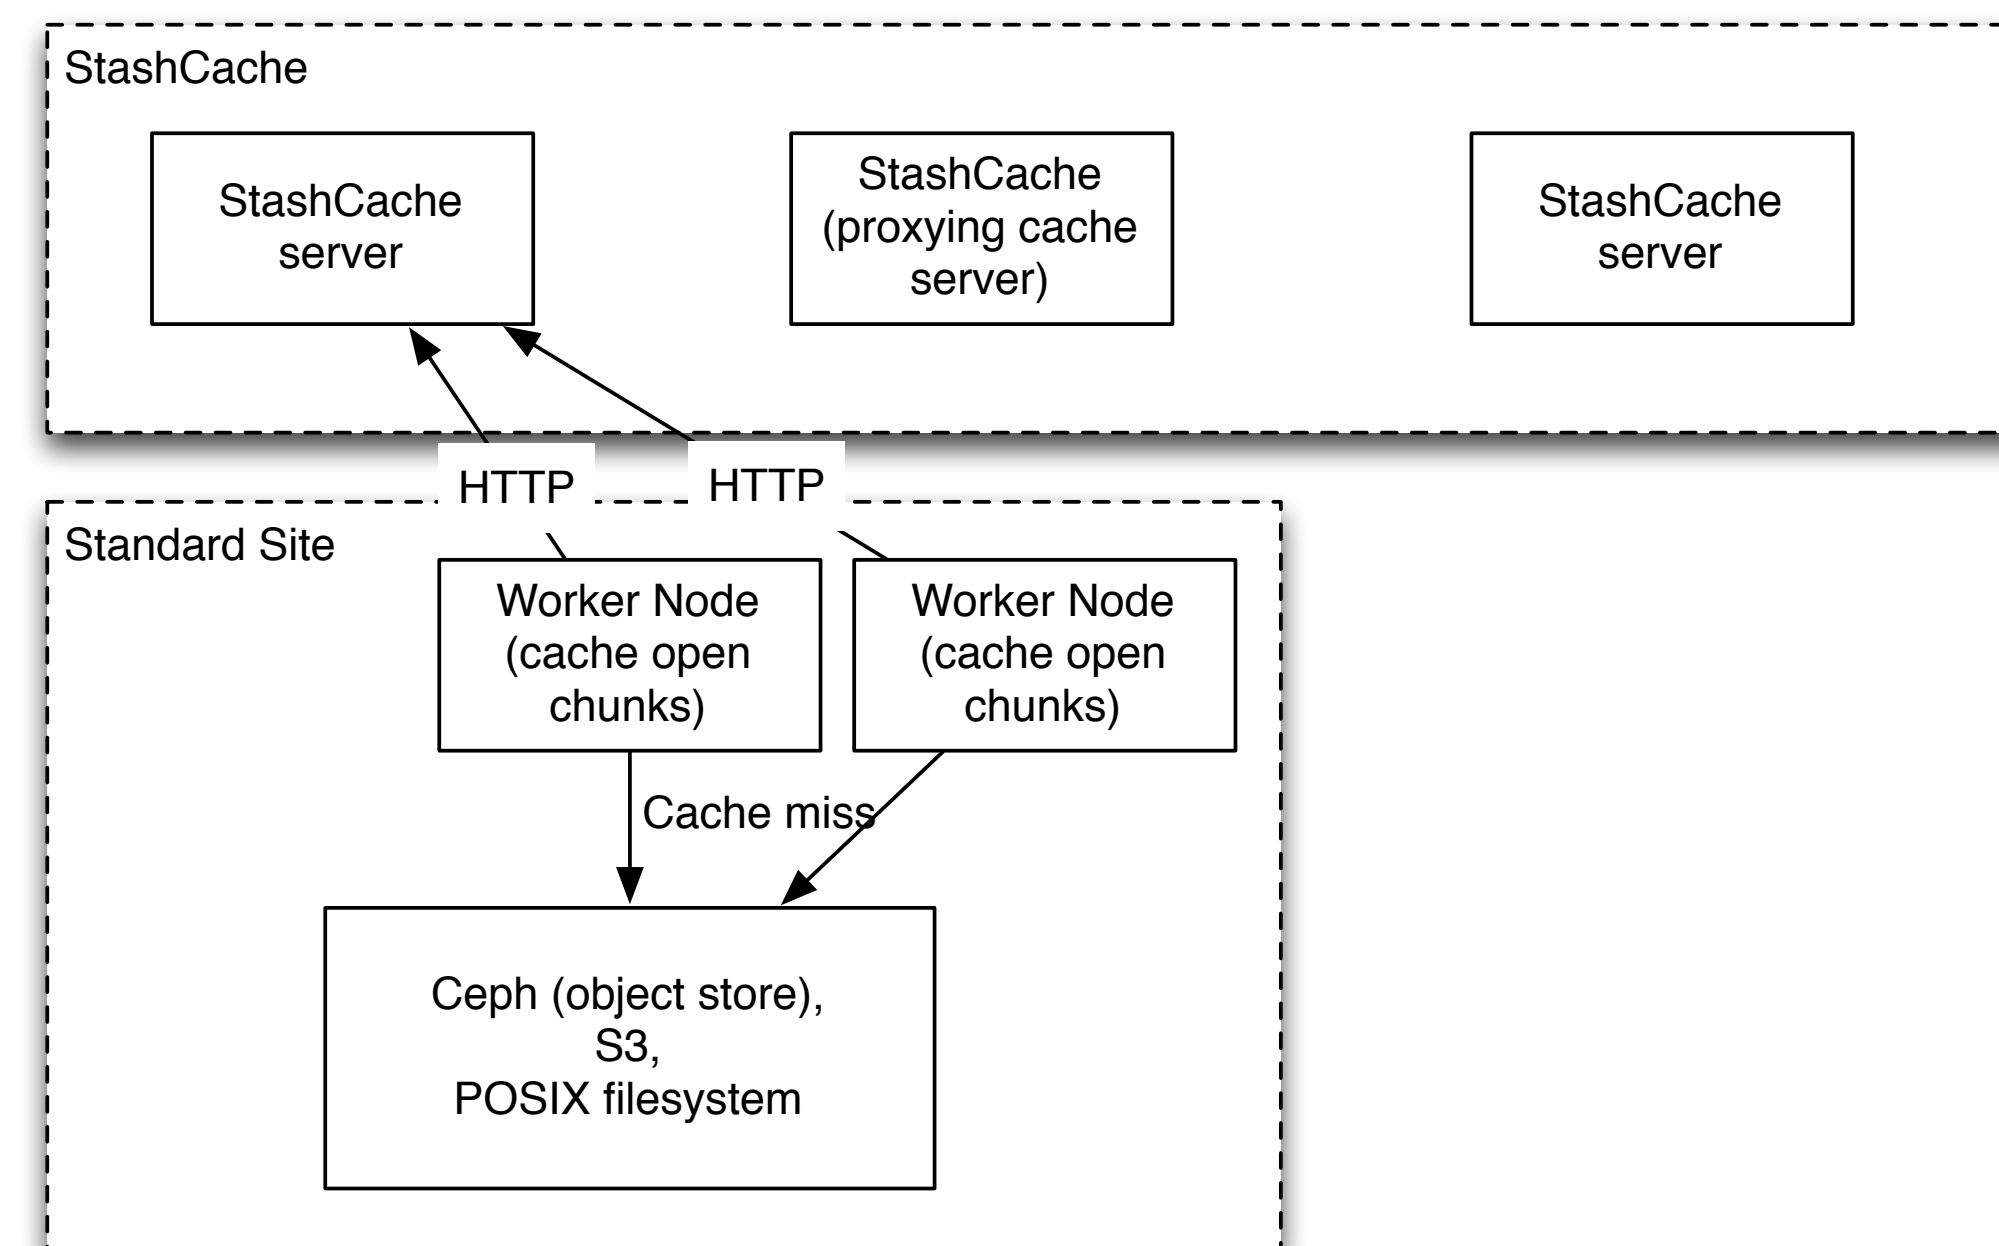 StashCache
StashCache
server
StashCache
(proxying cache
server)
StashCache
server
HTTP
HTTP
Standard Site
Worker Node
(cache open
chunks)
Worker Node
(cache open
chunks)
Cache miss
Ceph (object store),
S3,
POSIX filesystem